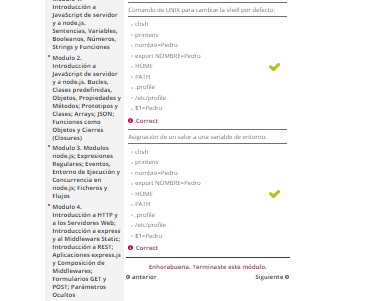 Introducción a
JavaScript de servidor
y a node.js.
Sentencias, Variables,
Booleanos, Números,
Strings y Funciones
Modulo 2.
Introducción a
JavaScript de servidor
y a node.js. Bucles,
Clases predefinidas,
Objetos, Propiedades y
Métodos; Prototipos y
Clases; Arrays; JSON;
Funciones como
Objetos y Cierres
(Closures)
Modulo 3. Modulos
node.js; Expresiones
Regulares; Eventos,
Entorno de Ejecución y
Concurrencia en
node.js; Ficheros y
Flujos
Modulo 4.
Introducción a HTTP y
a los Servidores Web;
Introducción a express
y al Middleware Static;
Introducción a REST;
Aplicaciones express.js
y Composición de
Middlewares;
Formularios GET y
POST; Parámetros
Ocultos
Comando de UNIX para cambiar la shell por defecto:
chsh
printenv
nombre=Pedro
export NOMBRE=Pedro
HOME
PATH
.profile
/etc/profile
$1=Pedro
Correct
Asignación de un valor a una variable de entorno:
chsh
printenv
nombre=Pedro
export NOMBRE=Pedro
HOME
PATH
.profile
/etc/profile
$1=Pedro
Correct
Enhorabuena. Terminaste este módulo.
anterior
Siguiente